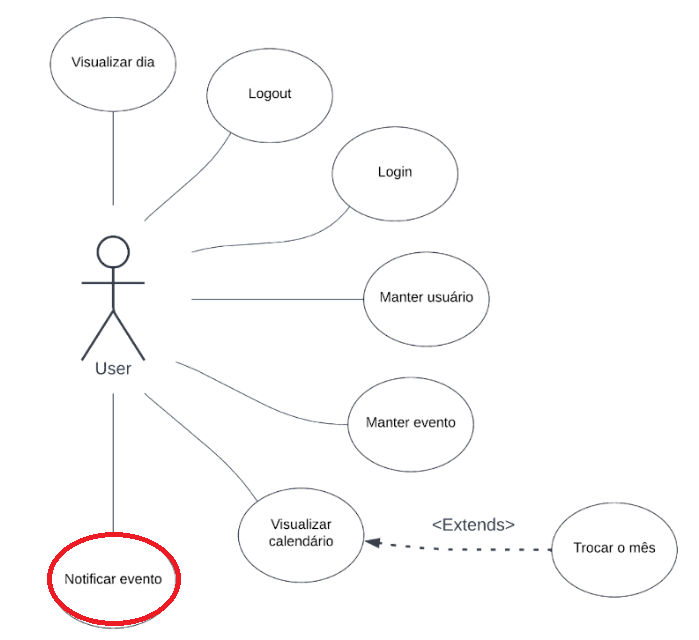 Visualizar dia
Logout
Login
Manter usuário
User
Manter evento
Visualizar
calendário
<Extends>
Trocar o mês
Notificar evento